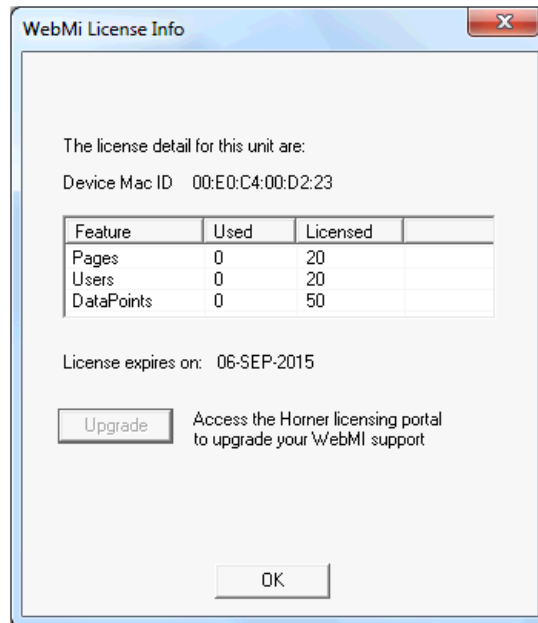 WebMi License Info
The license detail for this unit are:
Device Mac ID 00:E0:C4:00:D2:23
Feature Used Licensed
Pages 0 20
Users 0 20
DataPoints 0 50
License expires on: 06-SEP-2015
Upgrade
Access the Horner licensing portal
to upgrade your WebMI support
OK